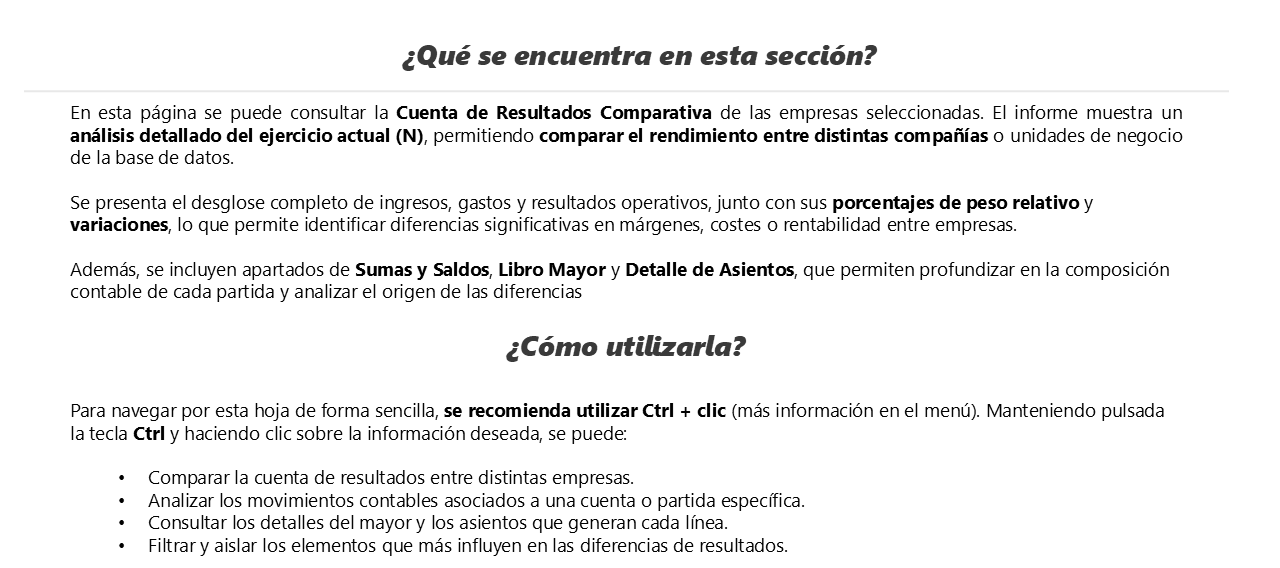 ¿Qué se encuentra en esta sección?
En esta página se puede consultar la Cuenta de Resultados Comparativa de las empresas seleccionadas. El informe muestra un
análisis detallado del ejercicio actual (N), permitiendo comparar el rendimiento entre distintas compañías o unidades de negocio
de la base de datos.
Se presenta el desglose completo de ingresos, gastos y resultados operativos, junto con sus porcentajes de peso relativo y
variaciones, lo que permite identificar diferencias significativas en márgenes, costes o rentabilidad entre empresas.
Además, se incluyen apartados de Sumas y Saldos, Libro Mayor y Detalle de Asientos, que permiten profundizar en la composición
contable de cada partida y analizar el origen de las diferencias
¿Cómo utilizarla?
Para navegar por esta hoja de forma sencilla, se recomienda utilizar Ctrl + clic (más información en el menú). Manteniendo pulsada
la tecla Ctrl y haciendo clic sobre la información deseada, se puede:
• Comparar la cuenta de resultados entre distintas empresas.
• Analizar los movimientos contables asociados a una cuenta o partida específica.
• Consultar los detalles del mayor y los asientos que generan cada línea.
• Filtrar y aislar los elementos que más influyen en las diferencias de resultados.